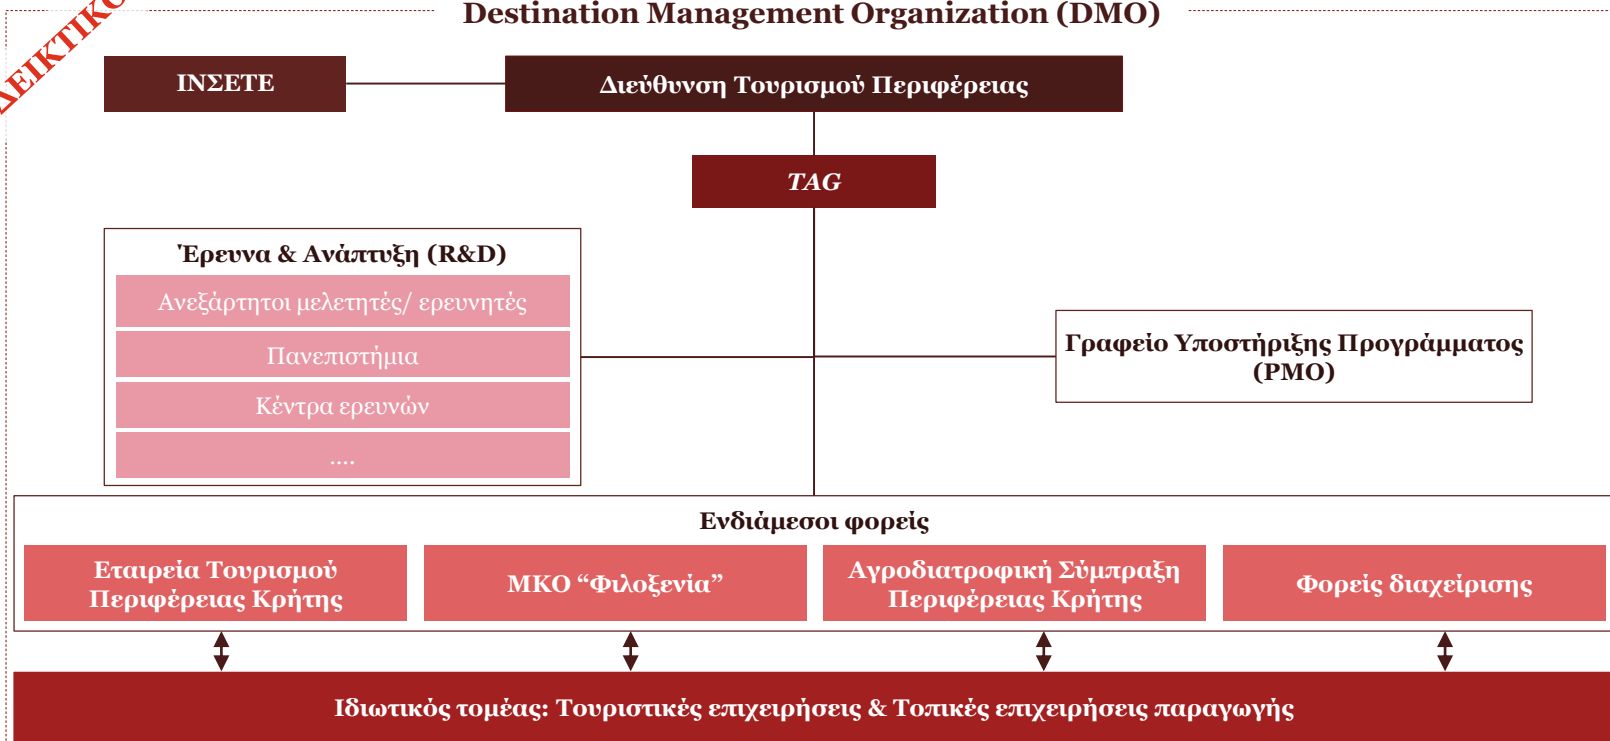 Destination Management Organization (DMO)
ΙΝΣΕΤΕ
Διεύθυνση Τουρισμού Περιφέρειας
TAG
Έρευνα & Ανάπτυξη (R&D)
Ανεξάρτητοι μελετητές/ ερευνητές
Πανεπιστήμια
Κέντρα ερευνών
....
Γραφείο Υποστήριξης Προγράμματος
(PMO)
Ενδιάμεσοι φορείς
Εταιρεία Τουρισμού
Περιφέρειας Κρήτης
ΜΚΟ “Φιλοξενία”
Αγροδιατροφική Σύμπραξη
Περιφέρειας Κρήτης
Φορείς διαχείρισης
Ιδιωτικός τομέας: Τουριστικές επιχειρήσεις & Τοπικές επιχειρήσεις παραγωγής